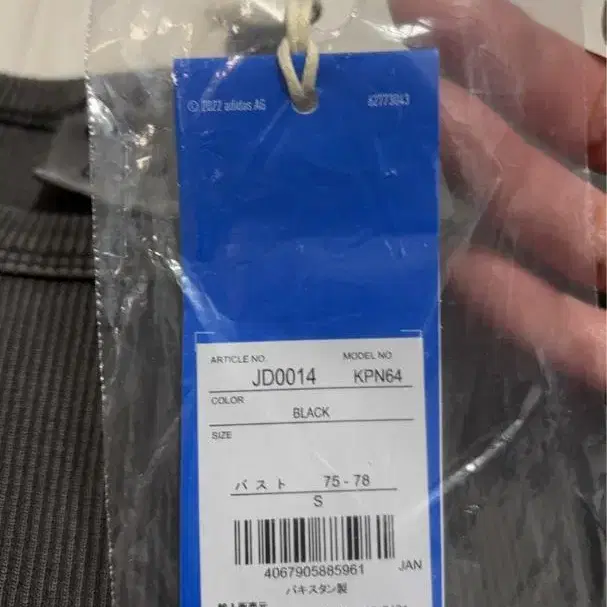 © 2022 adidas AG 62773043
ARTICLE NO. MODEL NO
JD0014 KPN64
COLOR
BLACK
SIZE
バスト 75-78
S
4067905885961 JAN
パキスタン製